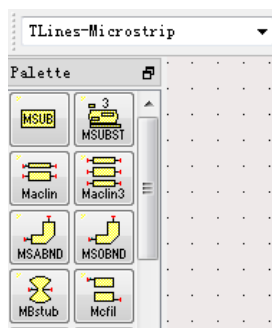 TLines-Microstrip
Palette
MSUB
3
MSUBST
Maclin
Maclin3
MSABND
MSOBND
MBstub
Mcfil